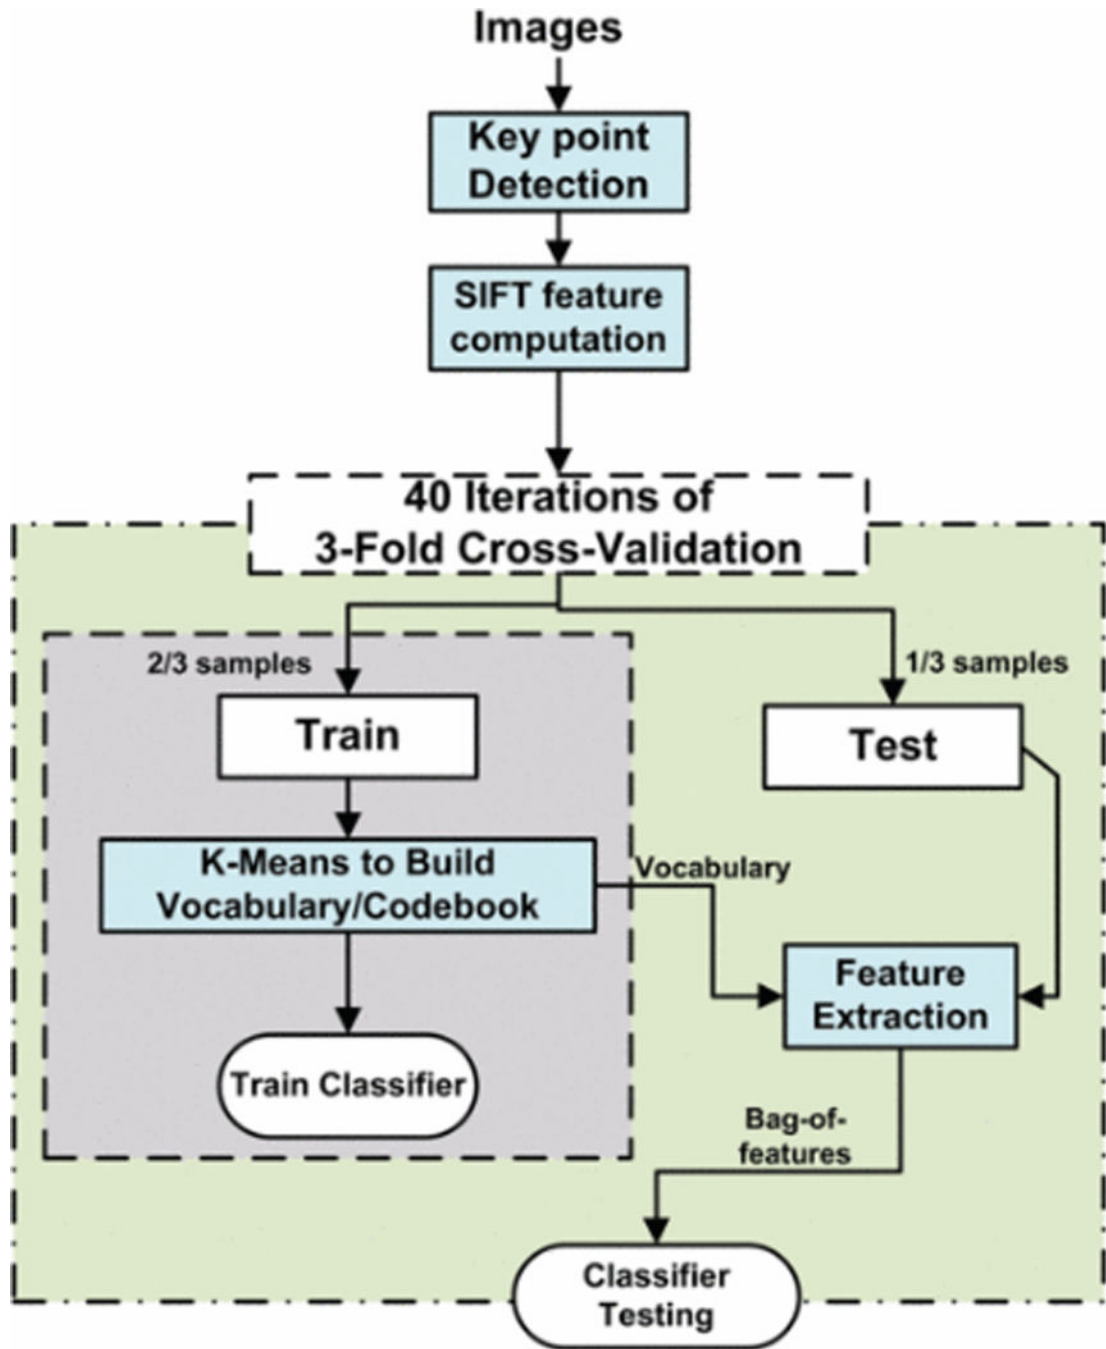 Images
Key point
Detection
SIFT feature
computation
40 Iterations of
3-Fold Cross-Validation
2/3 samples
1/3 samples
Train
Test
K-Means to Build
Vocabulary/Codebook
Vocabulary
Feature
Extraction
Train Classifier
Bag-of-
features
Classifier
Testing